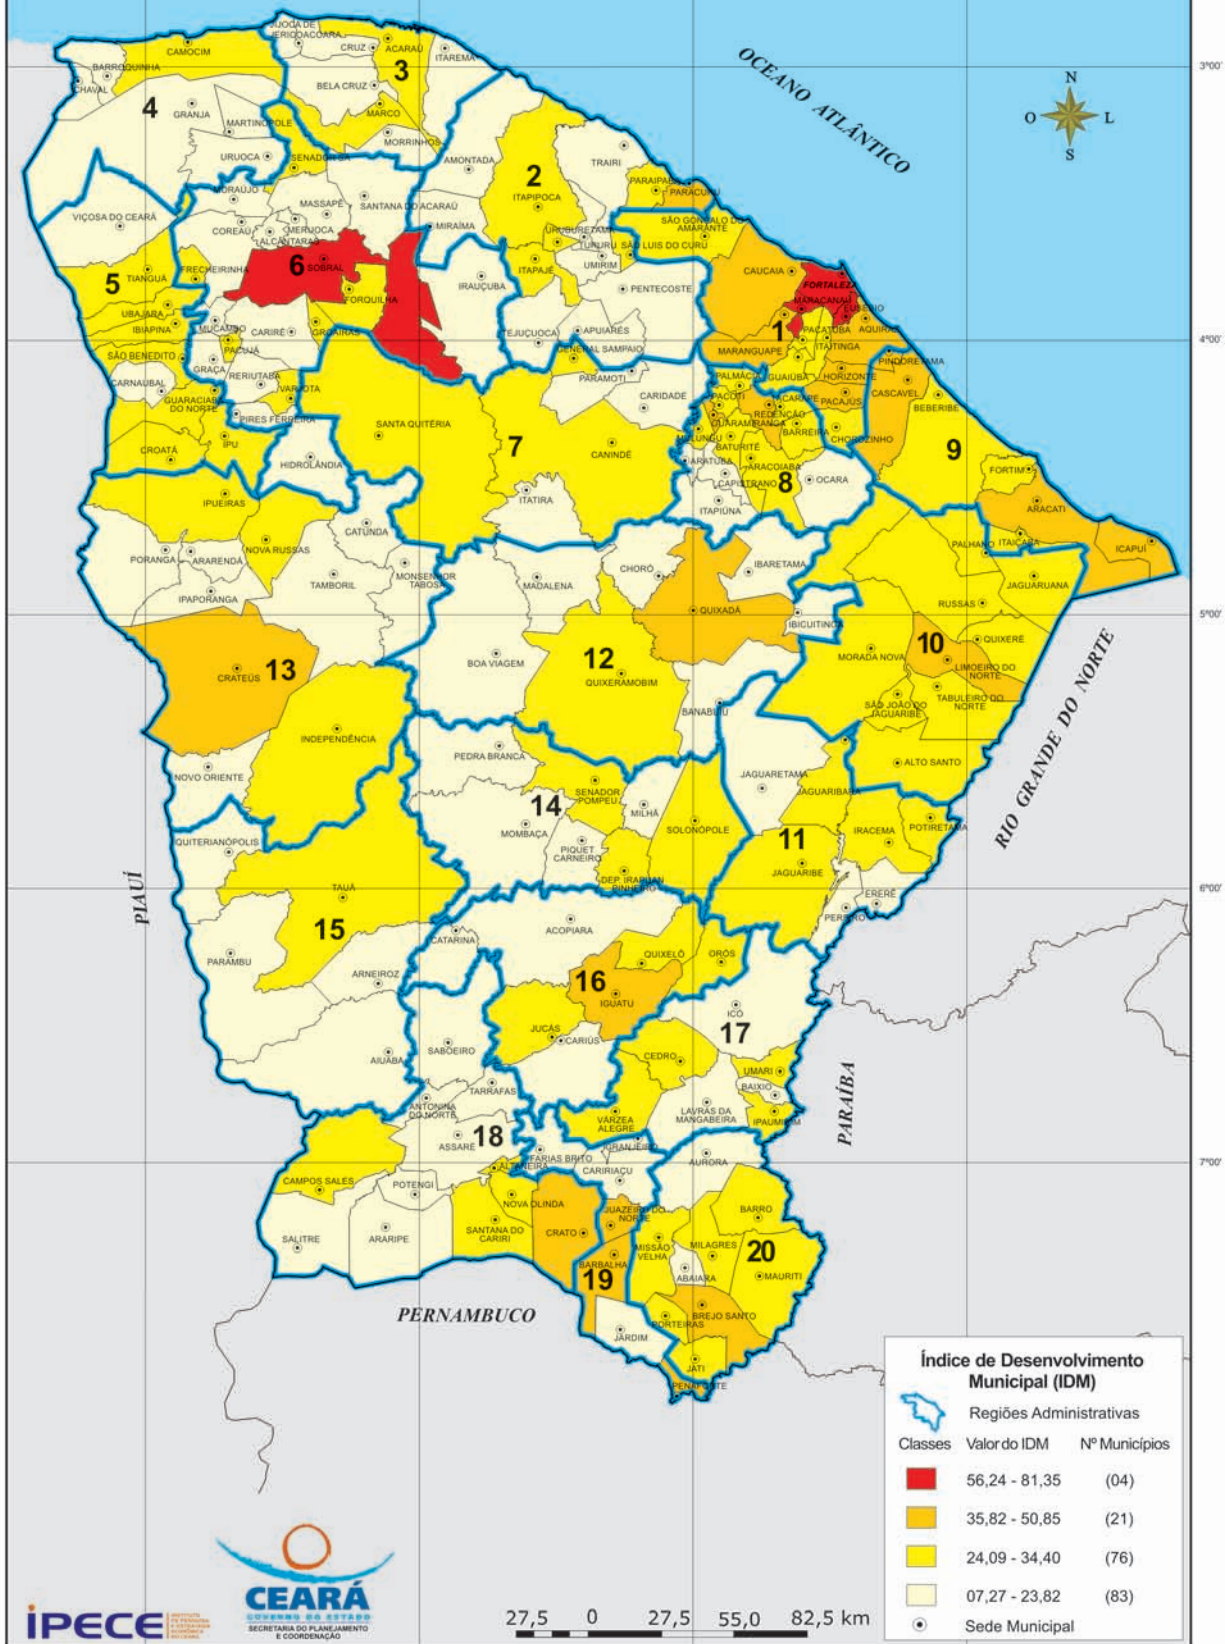 JIJOCA DE
JERICOACOARA
CRUZ
ACARAÚ
ITAREMA
CAMOCIM
BARROQUINHA
CHAVAL
BELA CRUZ
3
MARCO
MORRINHOS
4
GRANJA
MARTINÓPOLE
URUOCA
SENADOR SÁ
OCEANO ATLÂNTICO
N
O
L
S
3º00'
AMONTADA
2
ITAPIPOCA
TRAIRI
PARAIPABA
PARACURU
MORAÚJO
MASSAPÊ
SANTANA DO ACARAÚ
MIRAÍMA
VIÇOSA DO CEARÁ
COREAÚ
MERUOCA
ALCÂNTARAS
URUBURETAMA
TURURU
SÃO LUIS DO CURU
UMIRIM
SÃO GONÇALO DO
AMARANTE
5
TIANGUÁ
FRECHEIRINHA
6
SOBRAL
FORQUILHA
IRAUÇUBA
ITAPAJÉ
PENTECOSTE
CAUCAIA
FORTALEZA
MARACANAÚ
EUSÉBIO
AQUIRAZ
UBAJARA
IBIAPINA
MUCAMBO
CARIRÉ
GROAÍRAS
PACUJÁ
TEJUÇUOCA
APUIARÉS
GENERAL SAMPAIO
1
PACATUBA
ITAITINGA
MARANGUAPE
GUAIÚBA
4º00'
SÃO BENEDITO
GRAÇA
CARNAUBAL
RERIUTABA
VARJOTA
GUARACIABA
DO NORTE
PIRES FERREIRA
CROATÁ
IPU
PARAMOTI
CARIDADE
PALMÁCIA
PACOTI
ACARAPE
REDENÇÃO
GUARAMIRANGA
MULUNGU
BATURITÉ
BARREIRA
ARATUBA
ARACOIABA
CAPISTRANO
8
OCARA
ITAPIÚNA
HORIZONTE
PACAJÚS
CHOROZINHO
PINDORETAMA
CASCAVEL
BEBERIBE
9
FORTIM
ARACATI
ICAPUÍ
ITAIÇABA
SANTA QUITÉRIA
7
CANINDÉ
HIDROLÂNDIA
ITATIRA
IPUEIRAS
CATUNDA
NOVA RUSSAS
PORANGA
ARARENDÁ
TAMBORIL
MONSENHOR
TABOSA
IPAPORANGA
MADALENA
CHORÓ
IBARETAMA
QUIXADÁ
IBICUITINGA
PALHANO
JAGUARUANA
RUSSAS
5º00'
10
QUIXERÉ
LIMOEIRO DO
NORTE
MORADA NOVA
TABULEIRO DO
NORTE
SÃO JOÃO DO
JAGUARIBE
ALTO SANTO
CRATEÚS
13
BOA VIAGEM
12
QUIXERAMOBIM
BANABUIÚ
INDEPENDÊNCIA
NOVO ORIENTE
PEDRA BRANCA
SENADOR
POMPEU
14
MOMBAÇA
MILHÃ
SOLONÓPOLE
PIQUET
CARNEIRO
DEP. IRAPUAN
PINHEIRO
JAGUARETAMA
JAGUARIBARA
11
JAGUARIBE
IRACEMA
POTIRETAMA
ERERÊ
PEREIRO
RIO GRANDE DO NORTE
QUITERIANÓPOLIS
PIAUÍ
6º00'
TAUÁ
15
PARAMBU
ARNEIROZ
CATARINA
ACOPIARA
QUIXELÔ
ORÓS
16
IGUATU
ICÓ
17
JUCÁS
CARIÚS
AIUABA
SABOEIRO
CEDRO
UMARI
BAIXIO
TARRAFAS
ANTONINA
DO NORTE
LAVRAS DA
MANGABEIRA
IPAUMIRIM
VÁRZEA
ALEGRE
PARAÍBA
18
ASSARÉ
GRANJEIRO
FARIAS BRITO
ALTANEIRA
AURORA
7º00'
CARIRIAÇU
CAMPOS SALES
POTENGI
NOVA OLINDA
SANTANA DO
CARIRI
CRATO
JUAZEIRO DO
NORTE
BARRO
SALITRE
ARARIPE
MISSÃO
VELHA
MILAGRES
20
MAURITI
BARBALHA
19
ABAIARA
PERNAMBUCO
BREJO SANTO
PORTEIRAS
JARDIM
JATI
PENAFORTE
Índice de Desenvolvimento
Municipal (IDM)
Regiões Administrativas
Classes Valor do IDM Nº Municípios
56,24 - 81,35 (04)
35,82 - 50,85 (21)
24,09 - 34,40 (76)
07,27 - 23,82 (83)
Sede Municipal
CEARÁ
GOVERNO DO ESTADO
SECRETARIA DO PLANEJAMENTO
E COORDENAÇÃO
İPECE
27,5 0 27,5 55,0 82,5 km